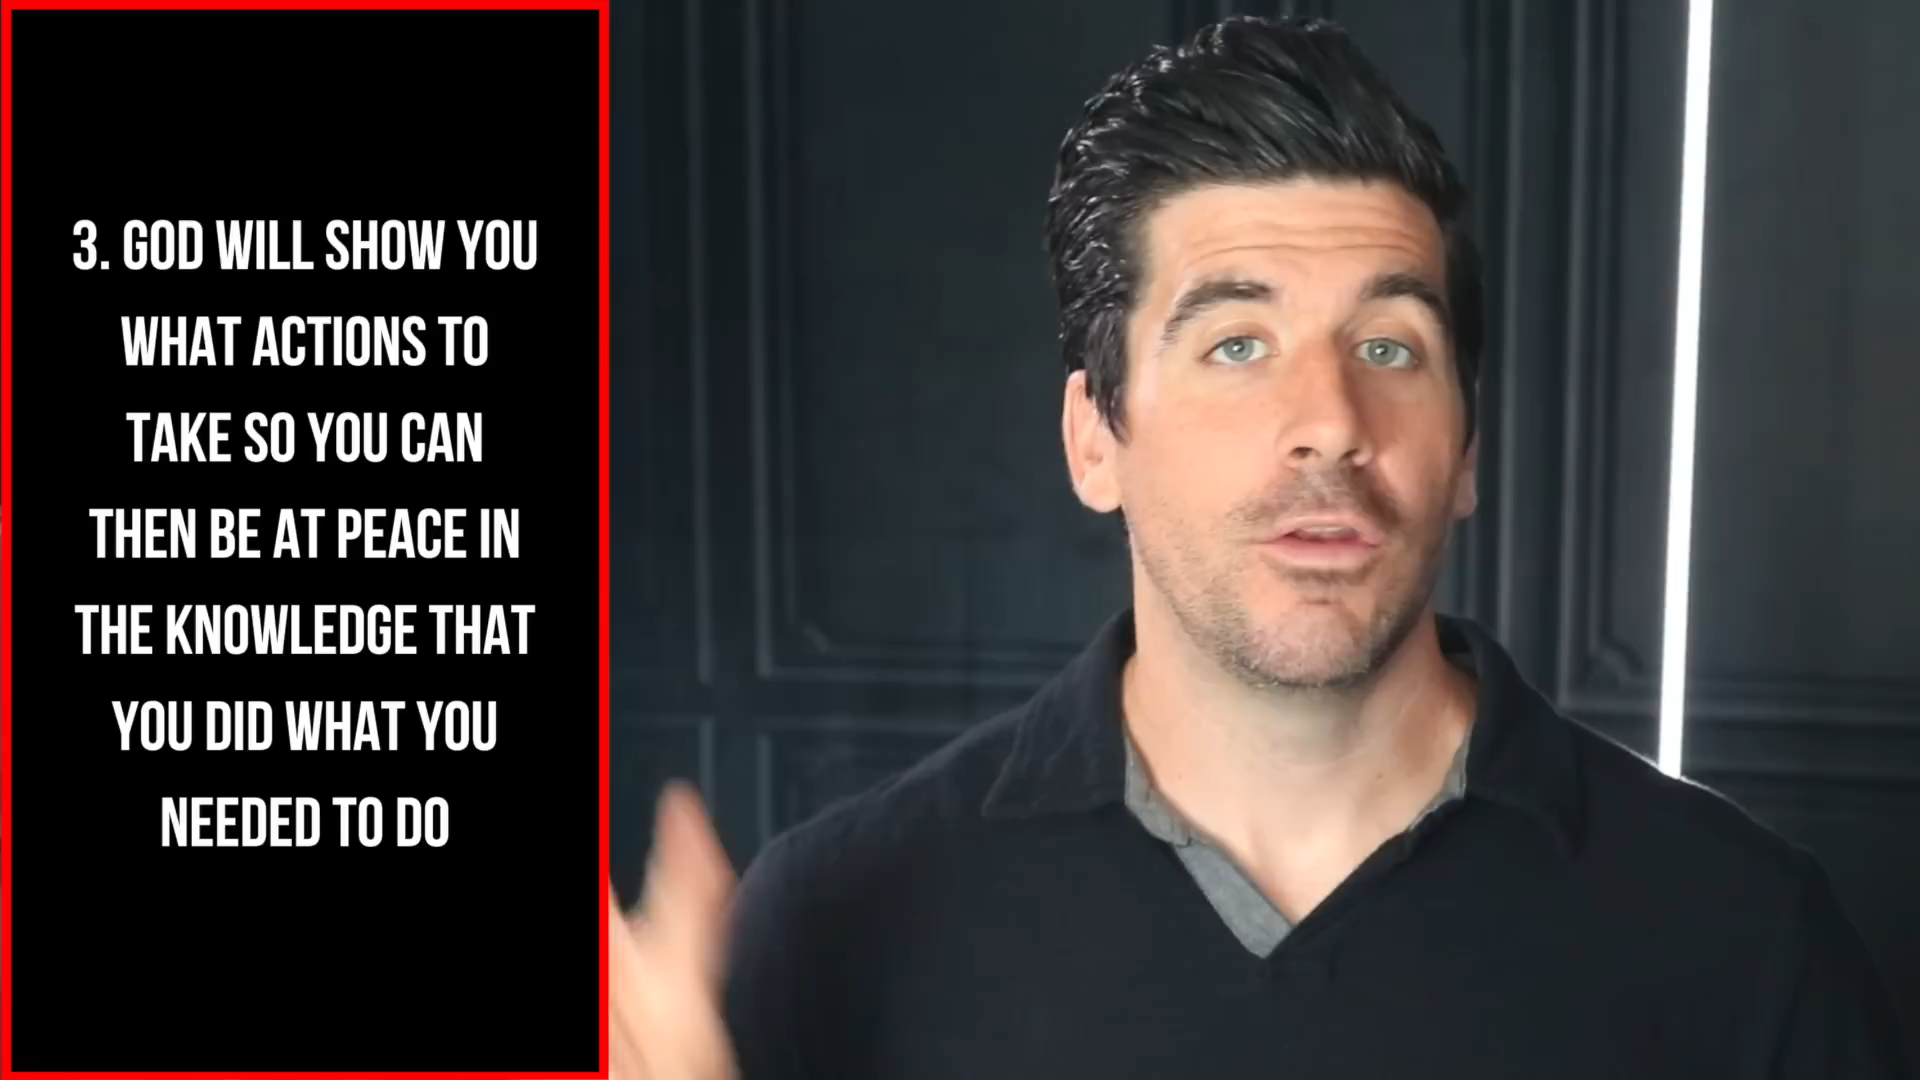 3. GOD WILL SHOW YOU
WHAT ACTIONS TO
TAKE SO YOU CAN
THEN BE AT PEACE IN
THE KNOWLEDGE THAT
YOU DID WHAT YOU
NEEDED TO DO